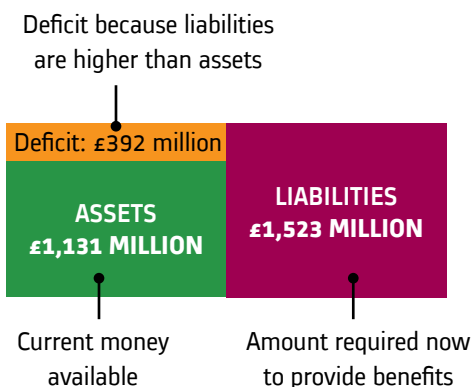 Deficit because liabilities
are higher than assets
Deficit: £392 million
ASSETS
£1,131 MILLION
LIABILITIES
£1,523 MILLION
Current money
available
Amount required now
to provide benefits